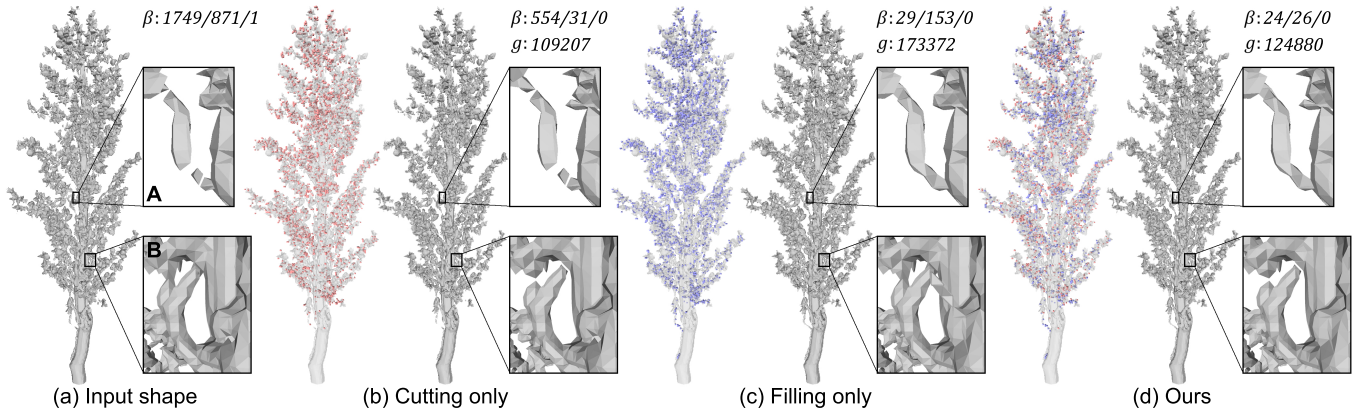 β: 1749/871/1
β: 554/31/0
g: 109207
β: 29/153/0
g: 173372
β: 24/26/0
g: 124880
A
B
(a) Input shape
(b) Cutting only
(c) Filling only
(d) Ours